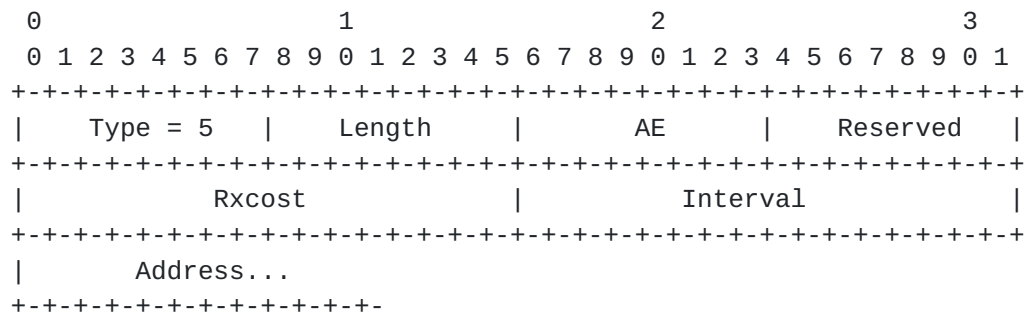 0                   1                   2                   3
 0 1 2 3 4 5 6 7 8 9 0 1 2 3 4 5 6 7 8 9 0 1 2 3 4 5 6 7 8 9 0 1
+-+-+-+-+-+-+-+-+-+-+-+-+-+-+-+-+-+-+-+-+-+-+-+-+-+-+-+-+-+-+-+-+
|    Type = 5   |    Length     |       AE      |    Reserved   |
+-+-+-+-+-+-+-+-+-+-+-+-+-+-+-+-+-+-+-+-+-+-+-+-+-+-+-+-+-+-+-+-+
|            Rxcost             |          Interval             |
+-+-+-+-+-+-+-+-+-+-+-+-+-+-+-+-+-+-+-+-+-+-+-+-+-+-+-+-+-+-+-+-+
|       Address...
+-+-+-+-+-+-+-+-+-+-+-+-